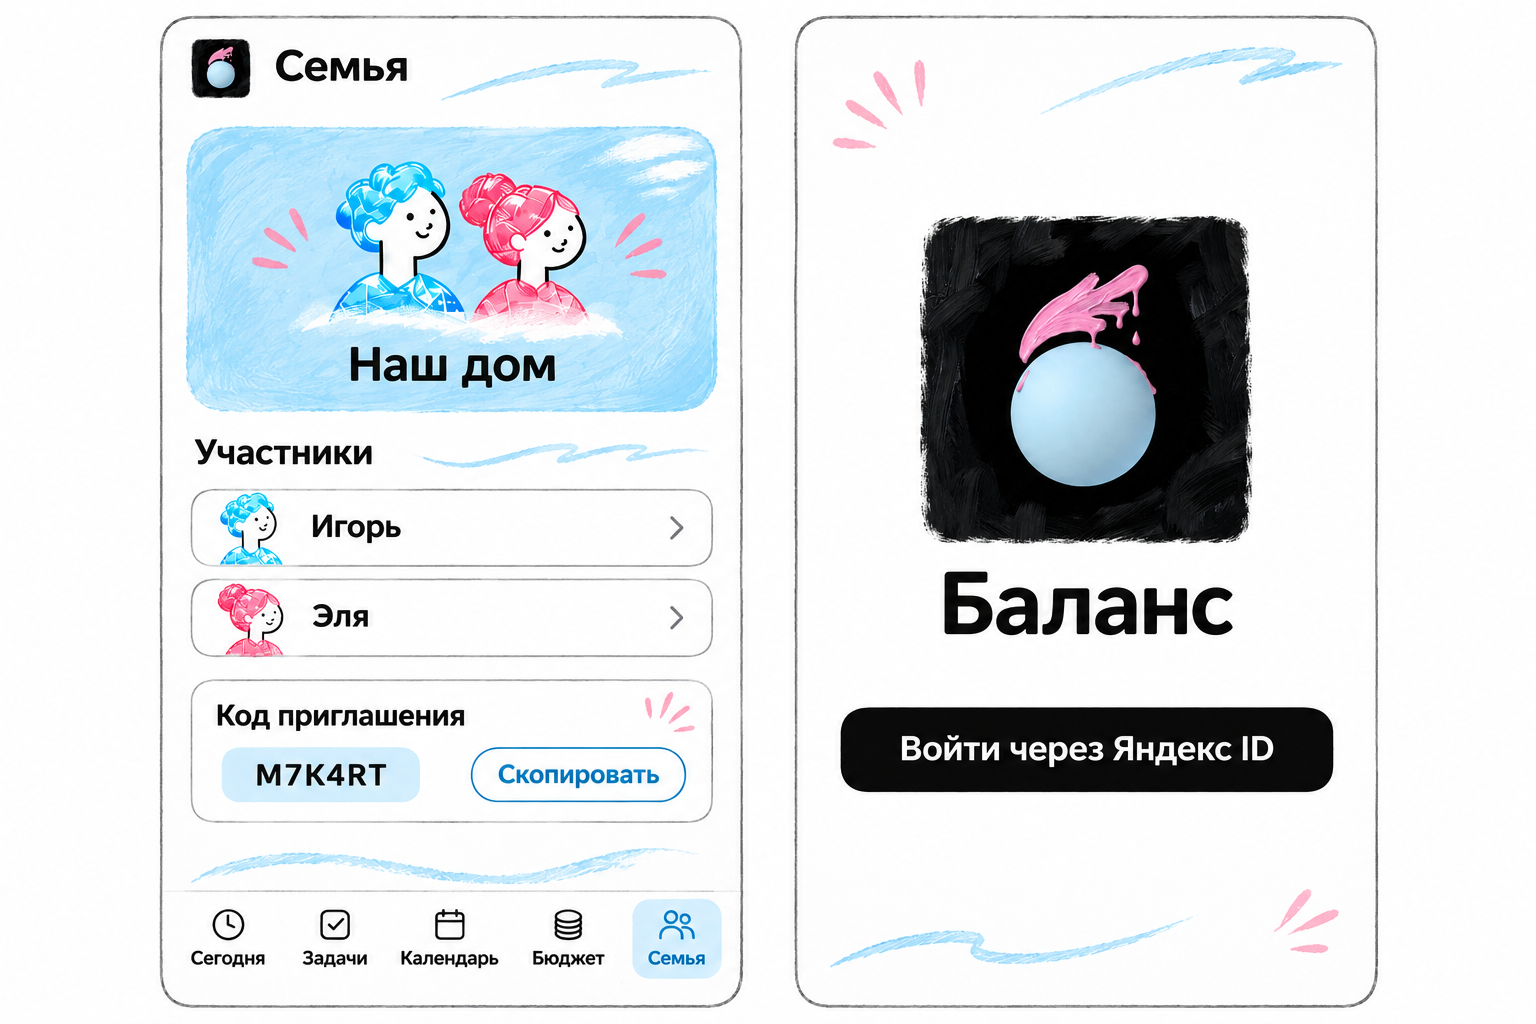 Семья
Наш дом
Участники
Игорь
Эля
Код приглашения
M7K4RT
Скопировать
Сегодня
Задачи
Календарь
Бюджет
Семья
Баланс
Войти через Яндекс ID